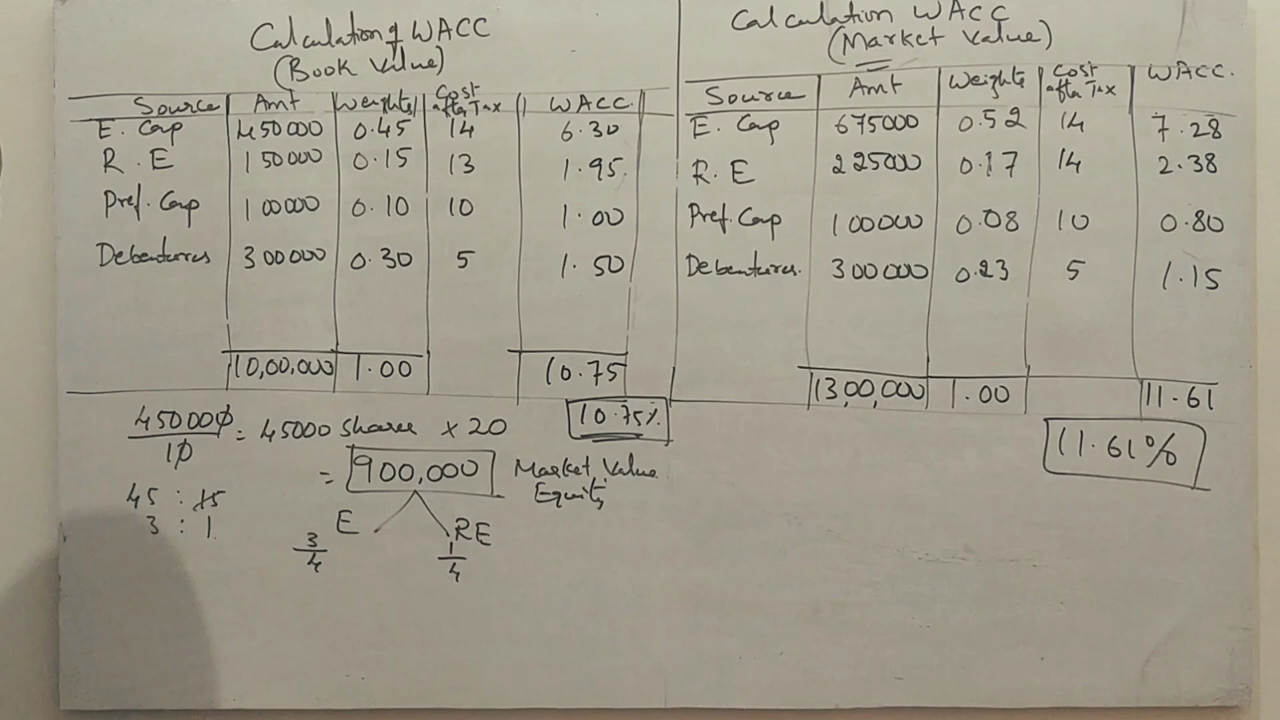 Calculation of WACC
(Book Value)
Source Amt Weights Cost after Tax WACC
E. Cap 450000 0.45 14 6.30
R. E 150000 0.15 13 1.95
Pref. Cap 100000 0.10 10 1.00
Debentures 300000 0.30 5 1.50
10,00,000 1.00 10.75
10.75%
450000 / 10 = 45000 shares × 20
= 900,000 Market Value Equity
45 : 15
3 : 1
E RE
3/4 1/4
Calculation WACC
(Market Value)
Source Amt Weights Cost after Tax WACC.
E. Cap 675000 0.52 14 7.28
R. E 225000 0.17 14 2.38
Pref. Cap 100000 0.08 10 0.80
Debentures. 300000 0.23 5 1.15
13,00,000 1.00 11.61
11.61%